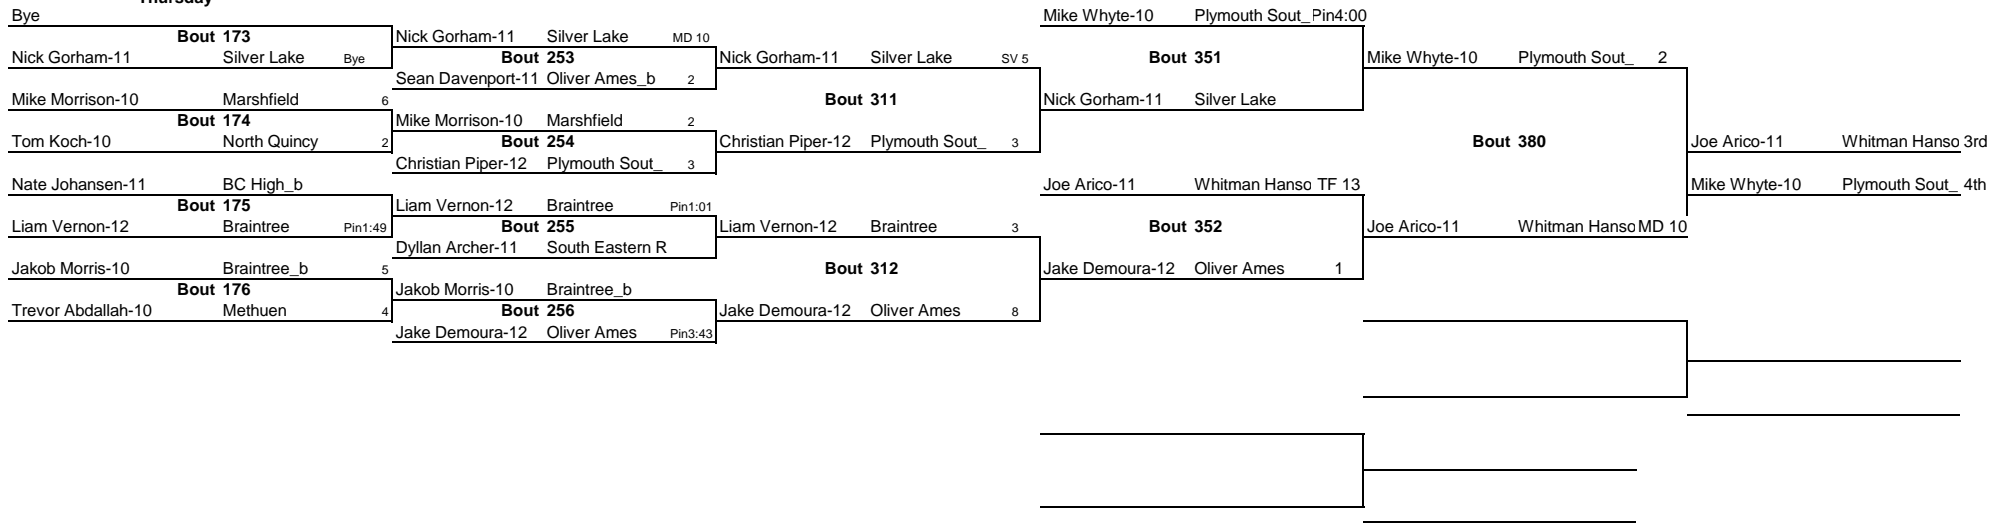 Thursday
Bye
Bout 173
Nick Gorham-11 Silver Lake Bye
Mike Morrison-10 Marshfield 6
Bout 174
Tom Koch-10 North Quincy 2
Nate Johansen-11 BC High_b
Bout 175
Liam Vernon-12 Braintree Pin1:49
Jakob Morris-10 Braintree_b 5
Bout 176
Trevor Abdallah-10 Methuen 4
Nick Gorham-11 Silver Lake MD 10
Bout 253
Sean Davenport-11 Oliver Ames_b 2
Mike Morrison-10 Marshfield 2
Bout 254
Christian Piper-12 Plymouth Sout_ 3
Liam Vernon-12 Braintree Pin1:01
Bout 255
Dyllan Archer-11 South Eastern R
Jakob Morris-10 Braintree_b
Bout 256
Jake Demoura-12 Oliver Ames Pin3:43
Nick Gorham-11 Silver Lake SV 5
Bout 311
Christian Piper-12 Plymouth Sout_ 3
Liam Vernon-12 Braintree 3
Bout 312
Jake Demoura-12 Oliver Ames 8
Mike Whyte-10 Plymouth Sout_ Pin4:00
Bout 351
Nick Gorham-11 Silver Lake
Joe Arico-11 Whitman Hanso TF 13
Bout 352
Jake Demoura-12 Oliver Ames 1
Mike Whyte-10 Plymouth Sout_ 2
Bout 380
Joe Arico-11 Whitman Hanso MD 10
Joe Arico-11 Whitman Hanso 3rd
Mike Whyte-10 Plymouth Sout_ 4th